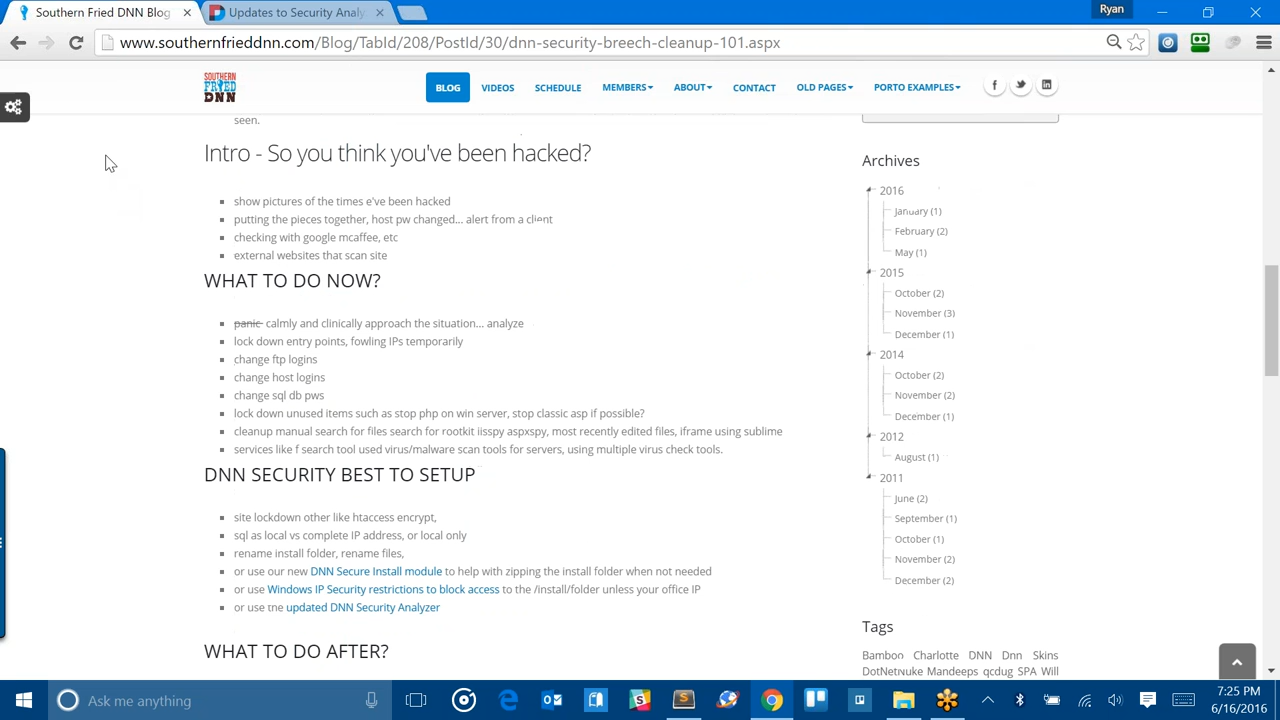 Southern Fried DNN Blog
Updates to Security Analy
Ryan
www.southernfrieddnn.com/Blog/TabId/208/PostId/30/dnn-security-breech-cleanup-101.aspx
SOUTHERN
FRIED
DNN
BLOG
VIDEOS
SCHEDULE
MEMBERS
ABOUT
CONTACT
OLD PAGES
PORTO EXAMPLES
seen.
Intro - So you think you've been hacked?
show pictures of the times e've been hacked
putting the pieces together, host pw changed... alert from a client
checking with google mcaffee, etc
external websites that scan site
WHAT TO DO NOW?
panic calmly and clinically approach the situation... analyze
lock down entry points, fowling IPs temporarily
change ftp logins
change host logins
change sql db pws
lock down unused items such as stop php on win server, stop classic asp if possible?
cleanup manual search for files search for rootkit iisspy aspxspy, most recently edited files, iframe using sublime
services like f search tool used virus/malware scan tools for servers, using multiple virus check tools.
DNN SECURITY BEST TO SETUP
site lockdown other like htaccess encrypt,
sql as local vs complete IP address, or local only
rename install folder, rename files,
or use our new DNN Secure Install module to help with zipping the install folder when not needed
or use Windows IP Security restrictions to block access to the /install/folder unless your office IP
or use tne updated DNN Security Analyzer
WHAT TO DO AFTER?
Archives
2016
January (1)
February (2)
May (1)
2015
October (2)
November (3)
December (1)
2014
October (2)
November (2)
December (1)
2012
August (1)
2011
June (2)
September (1)
October (1)
November (2)
December (2)
Tags
Bamboo Charlotte DNN Dnn Skins
DotNetNuke Mandeeps qcdug SPA Will
Ask me anything
7:25 PM
6/16/2016